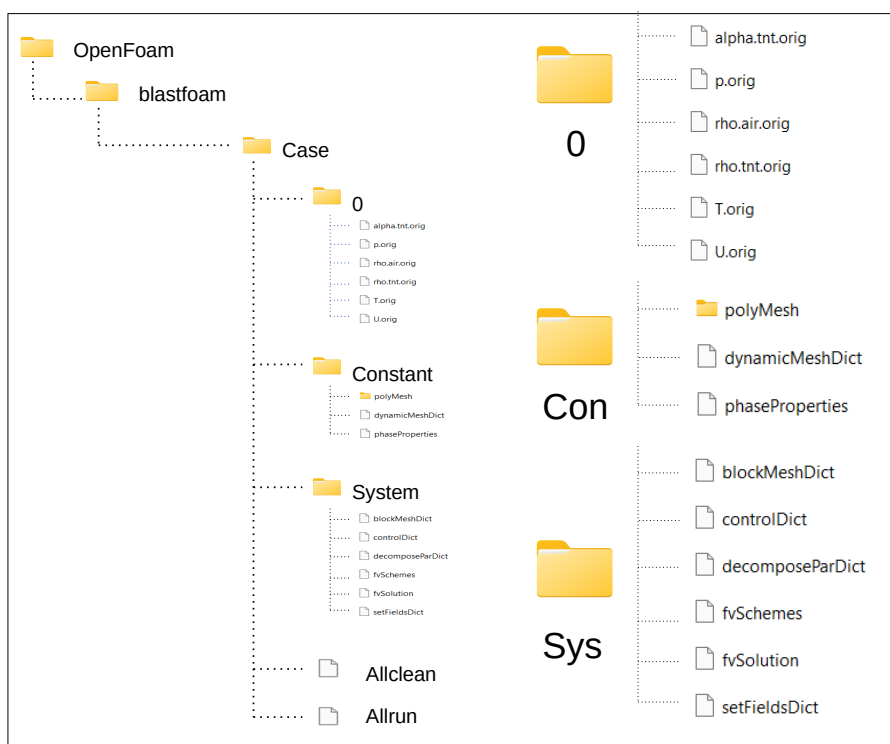 OpenFoam
blastfoam
Case
0
alpha.tnt.orig
p.orig
rho.air.orig
rho.tnt.orig
T.orig
U.orig
Constant
polyMesh
dynamicMeshDict
phaseProperties
System
blockMeshDict
controlDict
decomposeParDict
fvSchemes
fvSolution
setFieldsDict
Allclean
Allrun
0
alpha.tnt.orig
p.orig
rho.air.orig
rho.tnt.orig
T.orig
U.orig
Con
polyMesh
dynamicMeshDict
phaseProperties
Sys
blockMeshDict
controlDict
decomposeParDict
fvSchemes
fvSolution
setFieldsDict